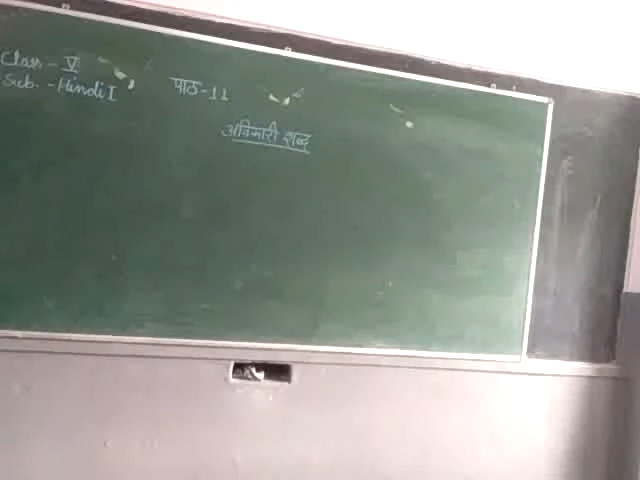 Class - V
Sub. - Hindi I
पाठ-11
अविकारी शब्द